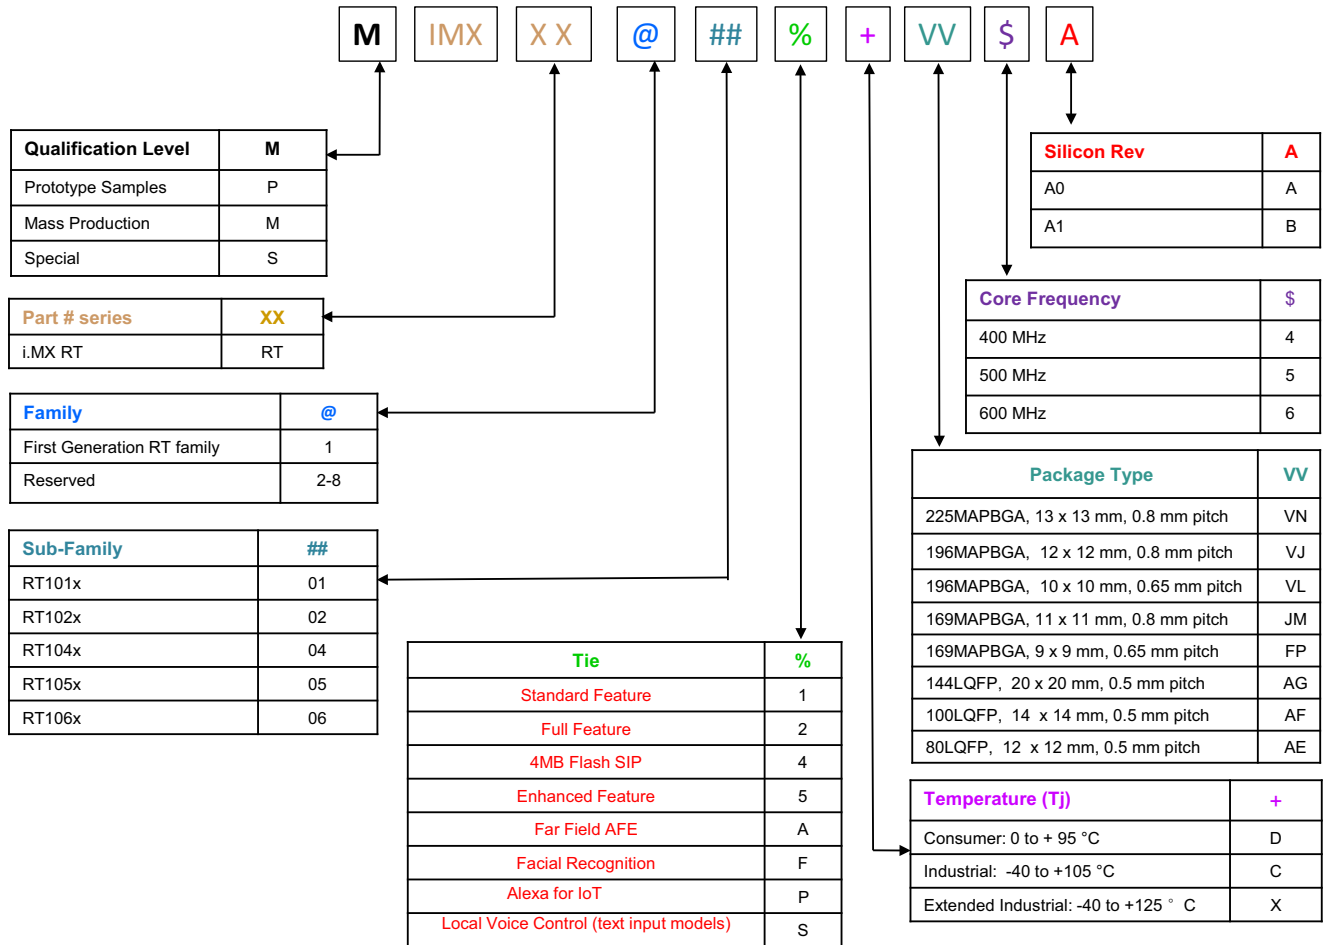 M IMX X X @ ## % + VV $ A
Qualification Level M
Prototype Samples P
Mass Production M
Special S
Part # series XX
i.MX RT RT
Family @
First Generation RT family 1
Reserved 2-8
Sub-Family ##
RT101x 01
RT102x 02
RT104x 04
RT105x 05
RT106x 06
Tie %
Standard Feature 1
Full Feature 2
4MB Flash SIP 4
Enhanced Feature 5
Far Field AFE A
Facial Recognition F
Alexa for IoT P
Local Voice Control (text input models) S
Silicon Rev A
A0 A
A1 B
Core Frequency $
400 MHz 4
500 MHz 5
600 MHz 6
Package Type VV
225MAPBGA, 13 x 13 mm, 0.8 mm pitch VN
196MAPBGA, 12 x 12 mm, 0.8 mm pitch VJ
196MAPBGA, 10 x 10 mm, 0.65 mm pitch VL
169MAPBGA, 11 x 11 mm, 0.8 mm pitch JM
169MAPBGA, 9 x 9 mm, 0.65 mm pitch FP
144LQFP, 20 x 20 mm, 0.5 mm pitch AG
100LQFP, 14 x 14 mm, 0.5 mm pitch AF
80LQFP, 12 x 12 mm, 0.5 mm pitch AE
Temperature (Tj) +
Consumer: 0 to + 95 °C D
Industrial: -40 to +105 °C C
Extended Industrial: -40 to +125 ° C X